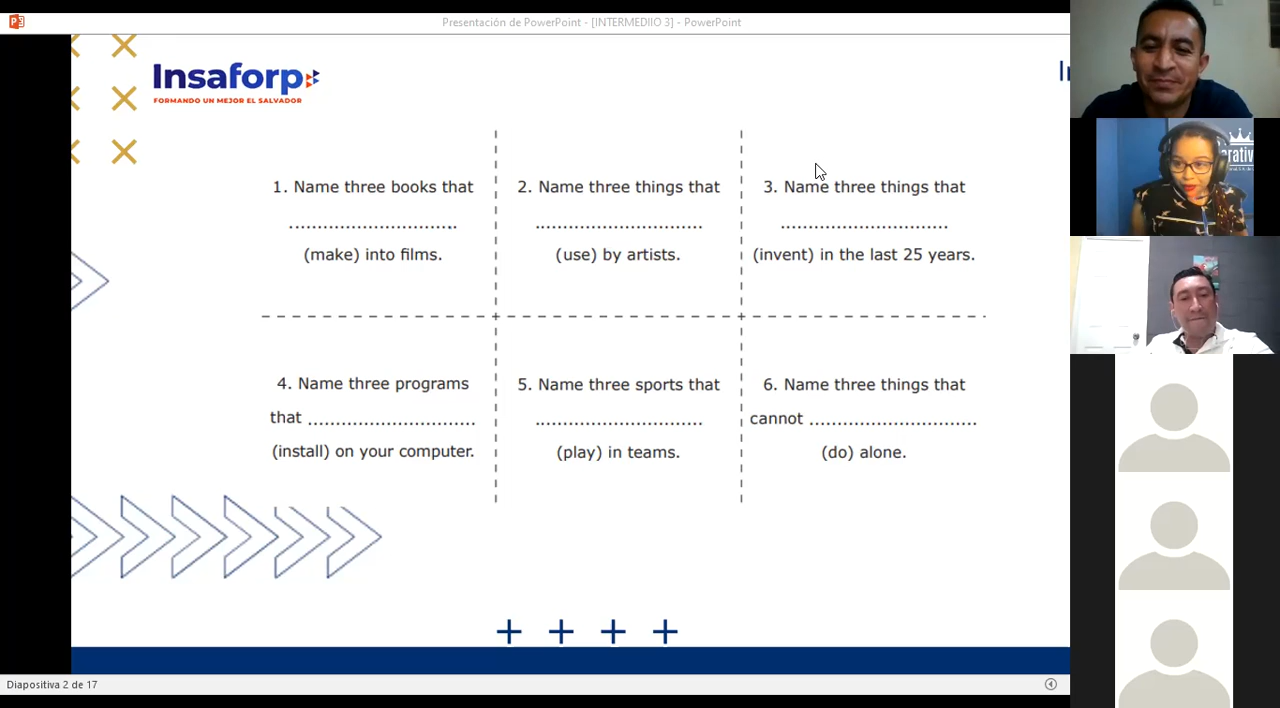 Presentación de PowerPoint - [INTERMEDIIO 3] - PowerPoint
Insaforp
FORMANDO UN MEJOR EL SALVADOR
1. Name three books that
..............................
(make) into films.
2. Name three things that
..............................
(use) by artists.
3. Name three things that
..............................
(invent) in the last 25 years.
4. Name three programs
that ..............................
(install) on your computer.
5. Name three sports that
..............................
(play) in teams.
6. Name three things that
cannot ..............................
(do) alone.
Diapositiva 2 de 17